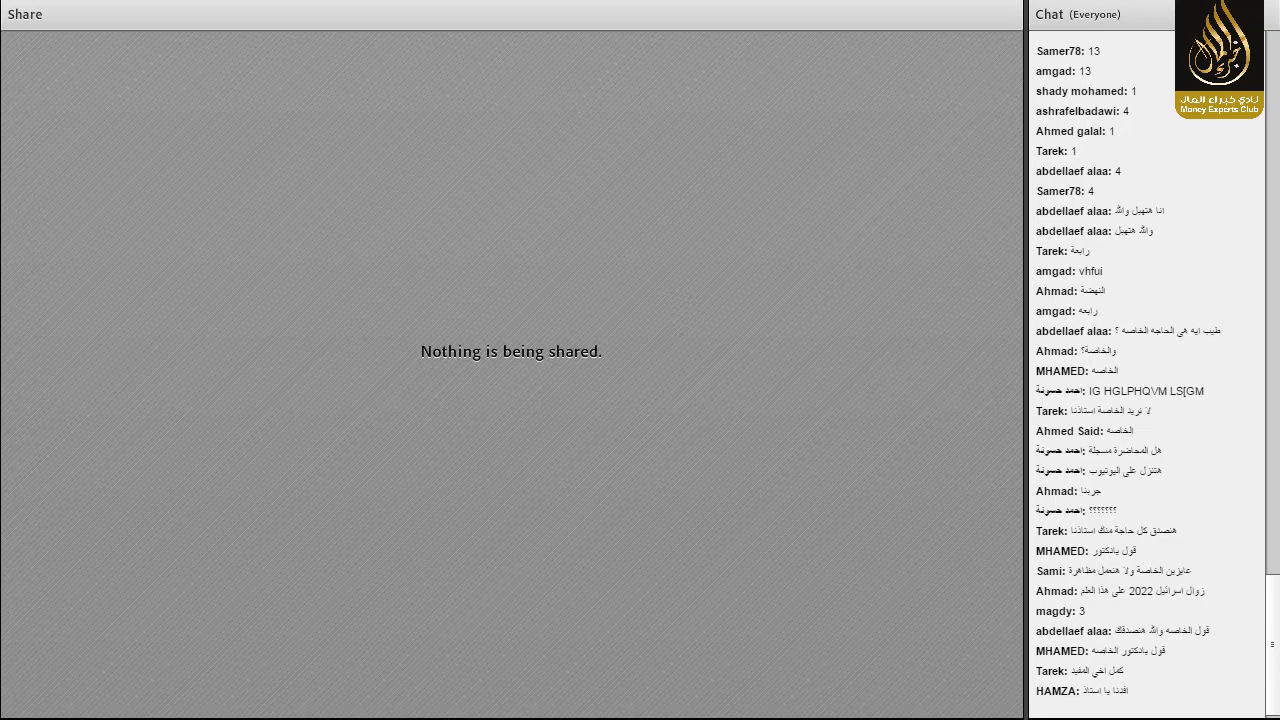 Share
Nothing is being shared.
Chat (Everyone)
خبراء المال
نادي خبراء المال
Money Experts Club
Samer78: 13
amgad: 13
shady mohamed: 1
ashrafelbadawi: 4
Ahmed galal: 1
Tarek: 1
abdellaef alaa: 4
Samer78: 4
abdellaef alaa: انا هتهبل والله
abdellaef alaa: والله هتهبل
Tarek: رابعة
amgad: vhfui
Ahmad: النهضة
amgad: رابعه
abdellaef alaa: طيب ايه هى الحاجه الخاصه ؟
Ahmad: والخاصة؟
MHAMED: الخاصه
احمد حسونة: IG HGLPHQVM LS[GM
Tarek: لا نريد الخاصة استاذنا
Ahmed Said: الخاصه
احمد حسونة: هل المحاضرة مسجلة
احمد حسونة: هتنزل على اليوتيوب
Ahmad: جربنا
احمد حسونة: ؟؟؟؟؟؟؟
Tarek: هنصدق كل حاجة منك استاذنا
MHAMED: قول يادكتور
Sami: عايزين الخاصة ولا هنعمل مظاهرة
Ahmad: زوال اسرائيل 2022 على هذا العلم
magdy: 3
abdellaef alaa: قول الخاصه والله هنصدقك
MHAMED: قول يادكتور الخاصه
Tarek: كمل اخي المفيد
HAMZA: افدنا يا استاذ